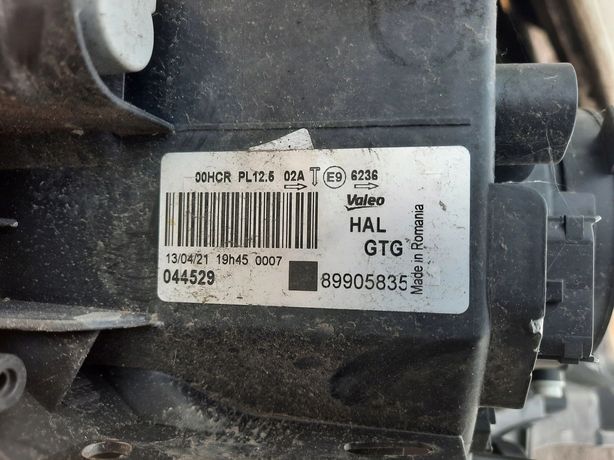 00HCR PL12.5 02A E9 6236
Valeo
HAL
GTG
13/04/21 19h45 0007
044529
89905835
Made in Romania